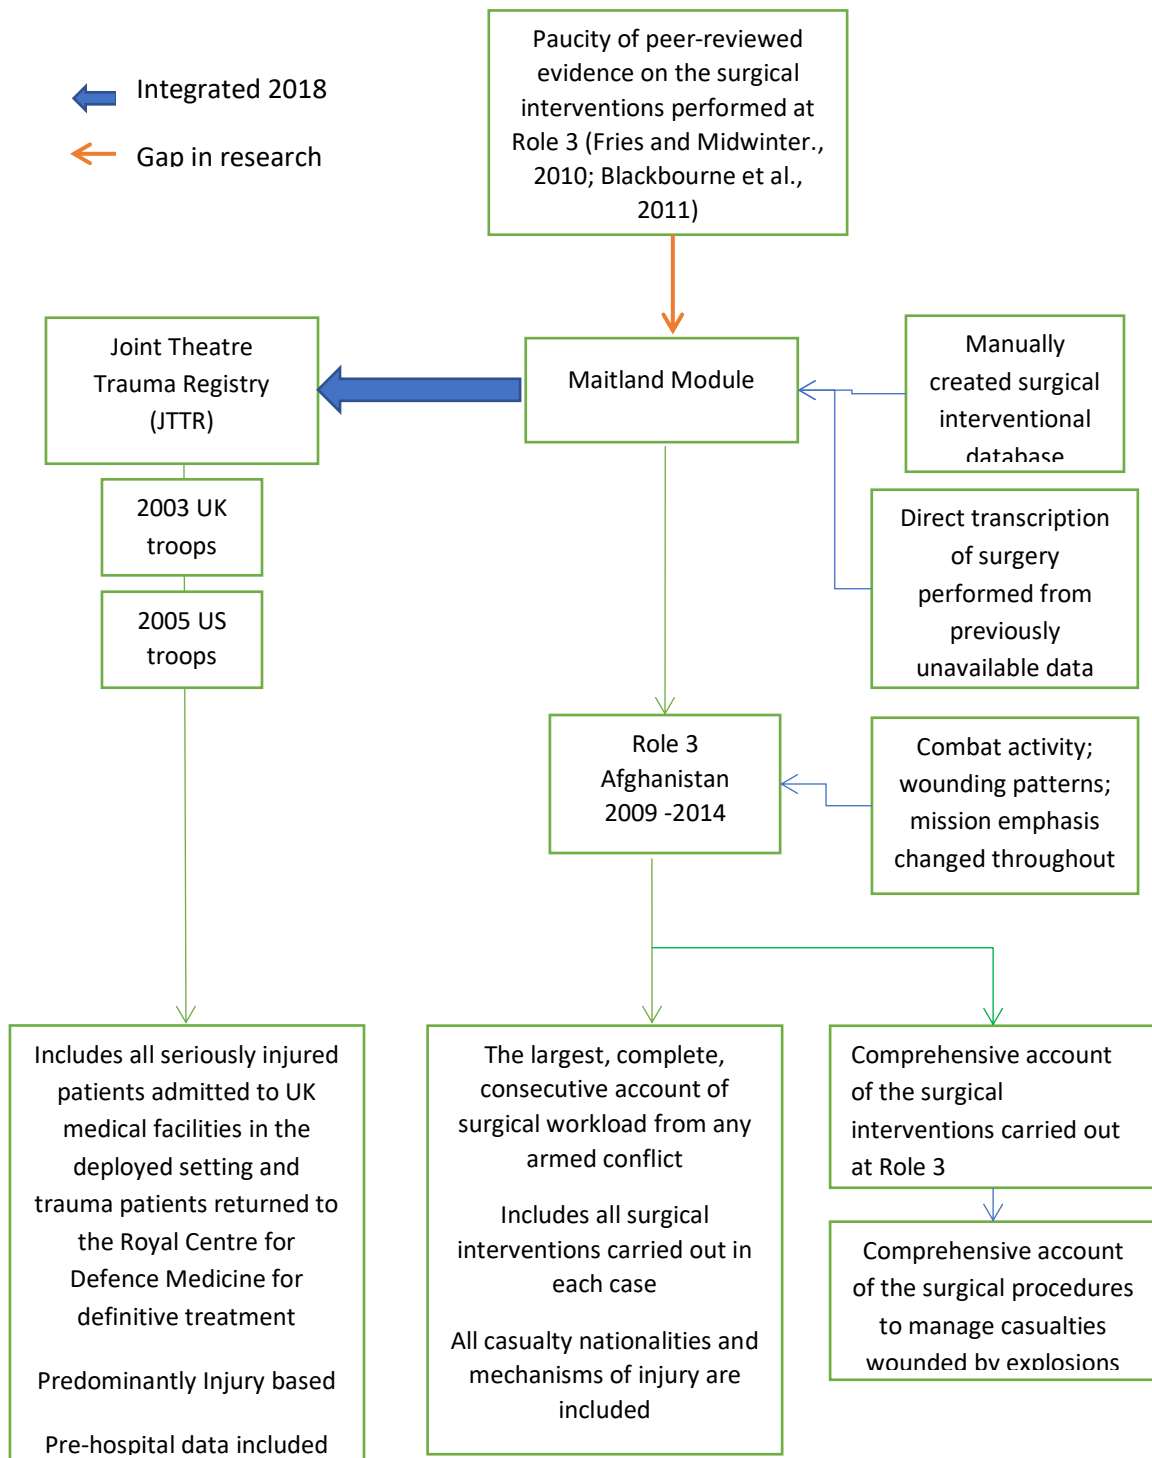 Integrated 2018
Gap in research
Paucity of peer-reviewed
evidence on the surgical
interventions performed at
Role 3 (Fries and Midwinter.,
2010; Blackbourne et al.,
2011)
Joint Theatre
Trauma Registry
(JTTR)
Maitland Module
Manually
created surgical
interventional
database
2003 UK
troops
2005 US
troops
Direct transcription
of surgery
performed from
previously
unavailable data
Role 3
Afghanistan
2009 -2014
Combat activity;
wounding patterns;
mission emphasis
changed throughout
Includes all seriously injured
patients admitted to UK
medical facilities in the
deployed setting and
trauma patients returned to
the Royal Centre for
Defence Medicine for
definitive treatment
Predominantly Injury based
Pre-hospital data included
The largest, complete,
consecutive account of
surgical workload from any
armed conflict
Includes all surgical
interventions carried out in
each case
All casualty nationalities and
mechanisms of injury are
included
Comprehensive account
of the surgical
interventions carried out
at Role 3
Comprehensive account
of the surgical procedures
to manage casualties
wounded by explosions